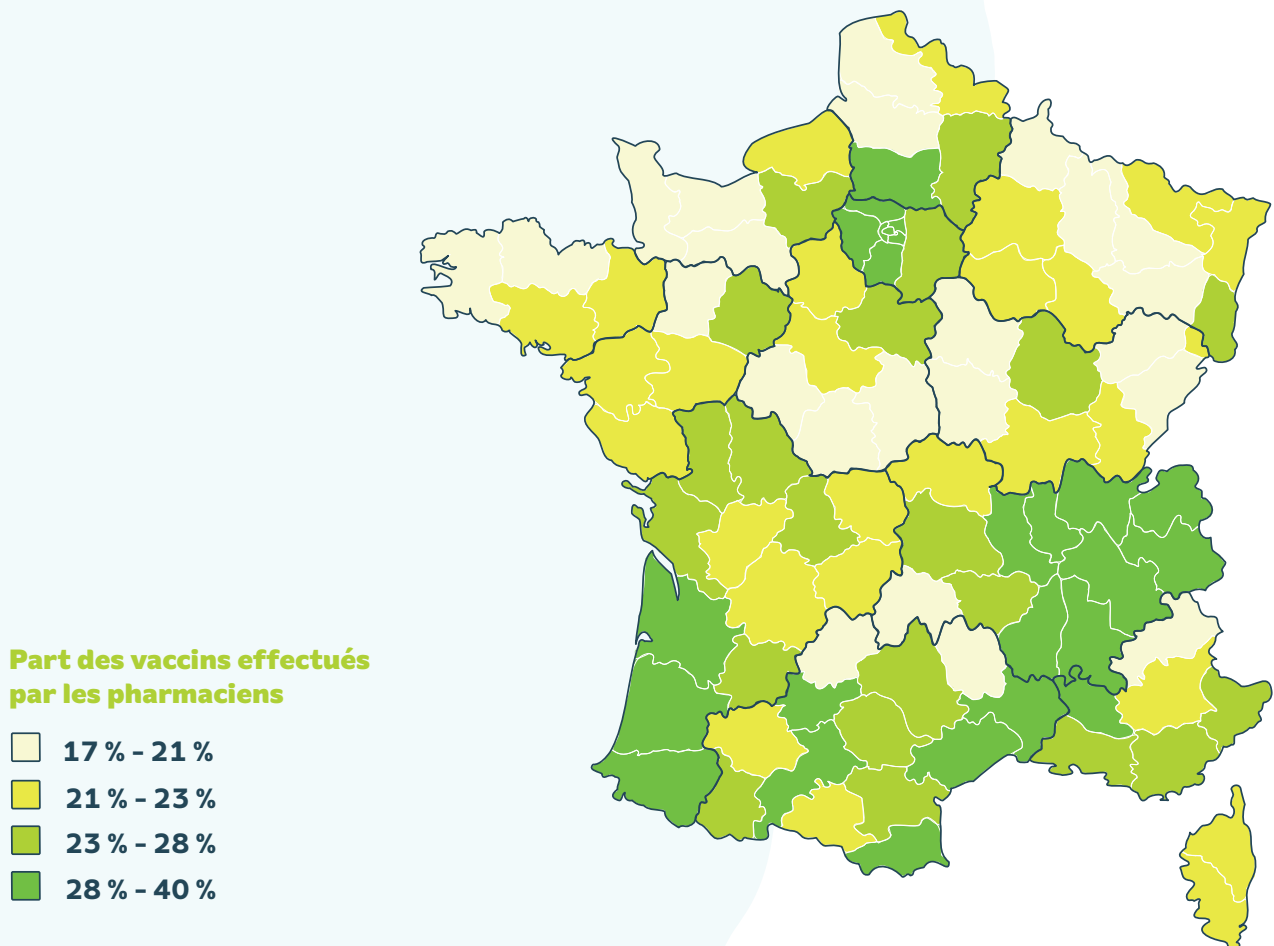 Part des vaccins effectués
par les pharmaciens
17 % - 21 %
21 % - 23 %
23 % - 28 %
28 % - 40 %